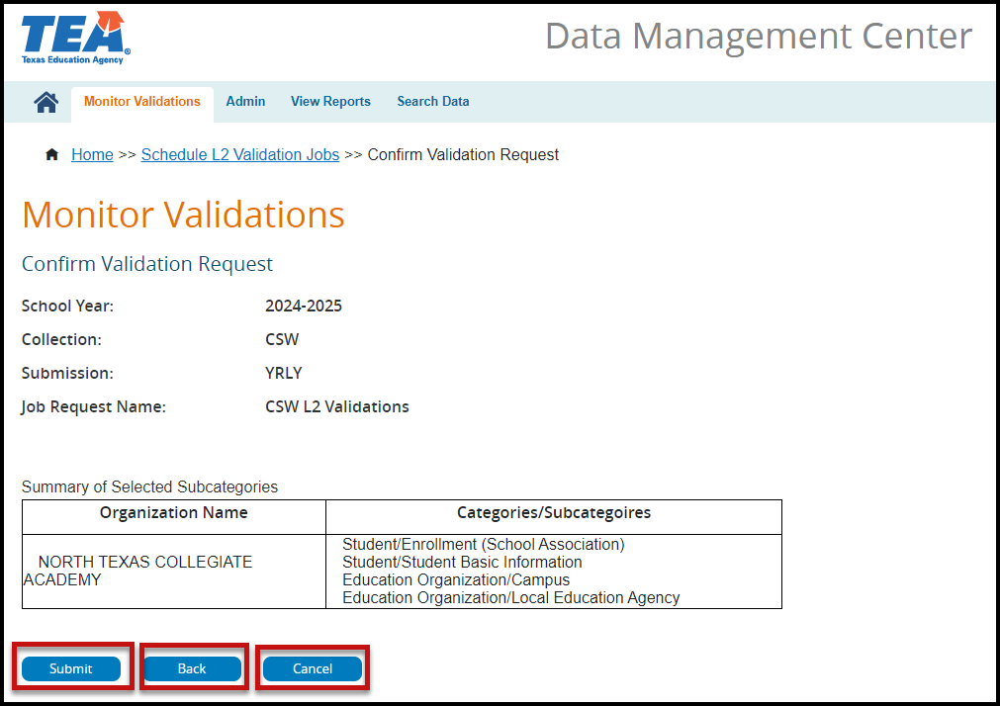 TEA®
Texas Education Agency
Data Management Center
Monitor Validations Admin View Reports Search Data
Home >> Schedule L2 Validation Jobs >> Confirm Validation Request
Monitor Validations
Confirm Validation Request
School Year: 2024-2025
Collection: CSW
Submission: YRLY
Job Request Name: CSW L2 Validations
Summary of Selected Subcategories
Organization Name Categories/Subcategoires
NORTH TEXAS COLLEGIATE
ACADEMY
Student/Enrollment (School Association)
Student/Student Basic Information
Education Organization/Campus
Education Organization/Local Education Agency
Submit Back Cancel